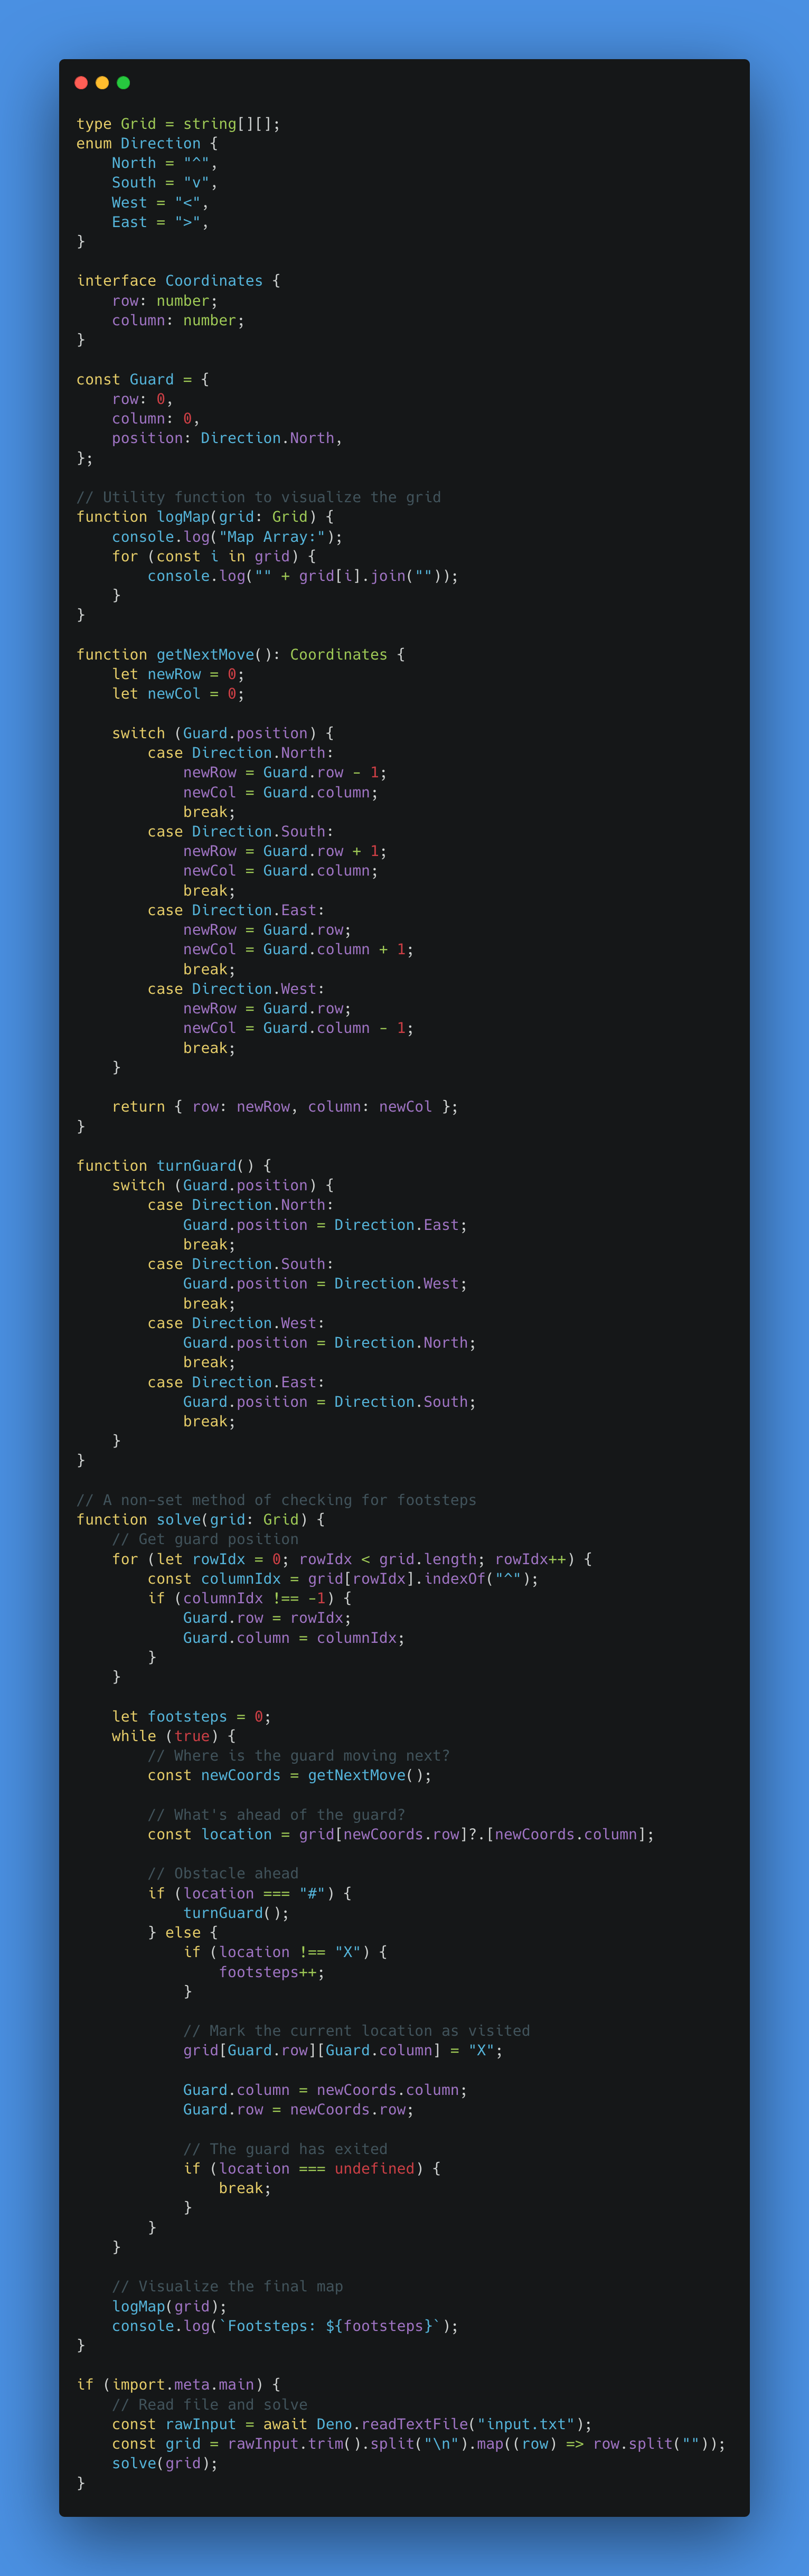 type Grid = string[][];
enum Direction {
    North = "^",
    South = "v",
    West = "<",
    East = ">",
}

interface Coordinates {
    row: number;
    column: number;
}

const Guard = {
    row: 0,
    column: 0,
    position: Direction.North,
};

// Utility function to visualize the grid
function logMap(grid: Grid) {
    console.log("Map Array:");
    for (const i in grid) {
        console.log("" + grid[i].join(""));
    }
}

function getNextMove(): Coordinates {
    let newRow = 0;
    let newCol = 0;

    switch (Guard.position) {
        case Direction.North:
            newRow = Guard.row - 1;
            newCol = Guard.column;
            break;
        case Direction.South:
            newRow = Guard.row + 1;
            newCol = Guard.column;
            break;
        case Direction.East:
            newRow = Guard.row;
            newCol = Guard.column + 1;
            break;
        case Direction.West:
            newRow = Guard.row;
            newCol = Guard.column - 1;
            break;
    }

    return { row: newRow, column: newCol };
}

function turnGuard() {
    switch (Guard.position) {
        case Direction.North:
            Guard.position = Direction.East;
            break;
        case Direction.South:
            Guard.position = Direction.West;
            break;
        case Direction.West:
            Guard.position = Direction.North;
            break;
        case Direction.East:
            Guard.position = Direction.South;
            break;
    }
}

// A non-set method of checking for footsteps
function solve(grid: Grid) {
    // Get guard position
    for (let rowIdx = 0; rowIdx < grid.length; rowIdx++) {
        const columnIdx = grid[rowIdx].indexOf("^");
        if (columnIdx !== -1) {
            Guard.row = rowIdx;
            Guard.column = columnIdx;
        }
    }

    let footsteps = 0;
    while (true) {
        // Where is the guard moving next?
        const newCoords = getNextMove();

        // What's ahead of the guard?
        const location = grid[newCoords.row]?.[newCoords.column];

        // Obstacle ahead
        if (location === "#") {
            turnGuard();
        } else {
            if (location !== "X") {
                footsteps++;
            }

            // Mark the current location as visited
            grid[Guard.row][Guard.column] = "X";

            Guard.column = newCoords.column;
            Guard.row = newCoords.row;

            // The guard has exited
            if (location === undefined) {
                break;
            }
        }
    }

    // Visualize the final map
    logMap(grid);
    console.log(`Footsteps: ${footsteps}`);
}

if (import.meta.main) {
    // Read file and solve
    const rawInput = await Deno.readTextFile("input.txt");
    const grid = rawInput.trim().split("\n").map((row) => row.split(""));
    solve(grid);
}